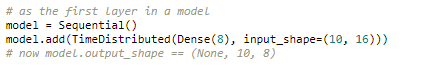 # as the first layer in a model
model = Sequential()
model.add(TimeDistributed(Dense(8), input_shape=(10, 16)))
# now model.output_shape == (None, 10, 8)